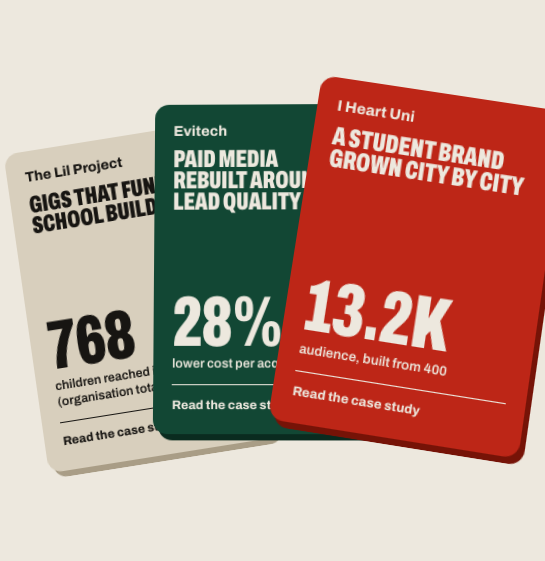 The Lil Project
GIGS THAT FUN
SCHOOL BUILD
768
children reached
(organisation tota
Read the case s
Evitech
PAID MEDIA
REBUILT AROU
LEAD QUALITY
28%
lower cost per acq
Read the case st
I Heart Uni
A STUDENT BRAND
GROWN CITY BY CITY
13.2K
audience, built from 400
Read the case study